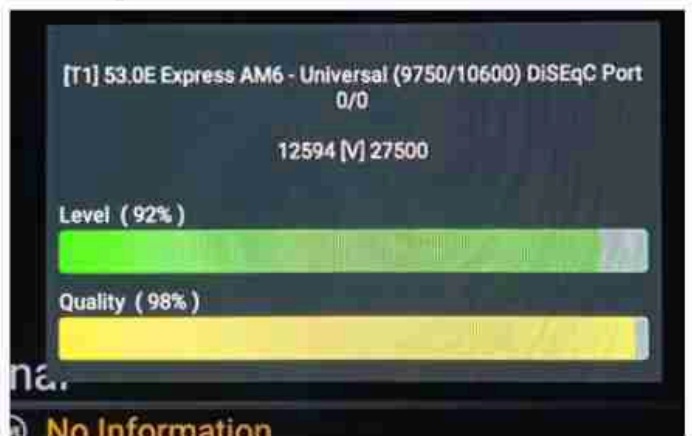 [T1] 53.0E Express AM6 - Universal (9750/10600) DiSEqC Port
0/0
12594 [V] 27500
Level ( 92% )
Quality ( 98% )
No Information